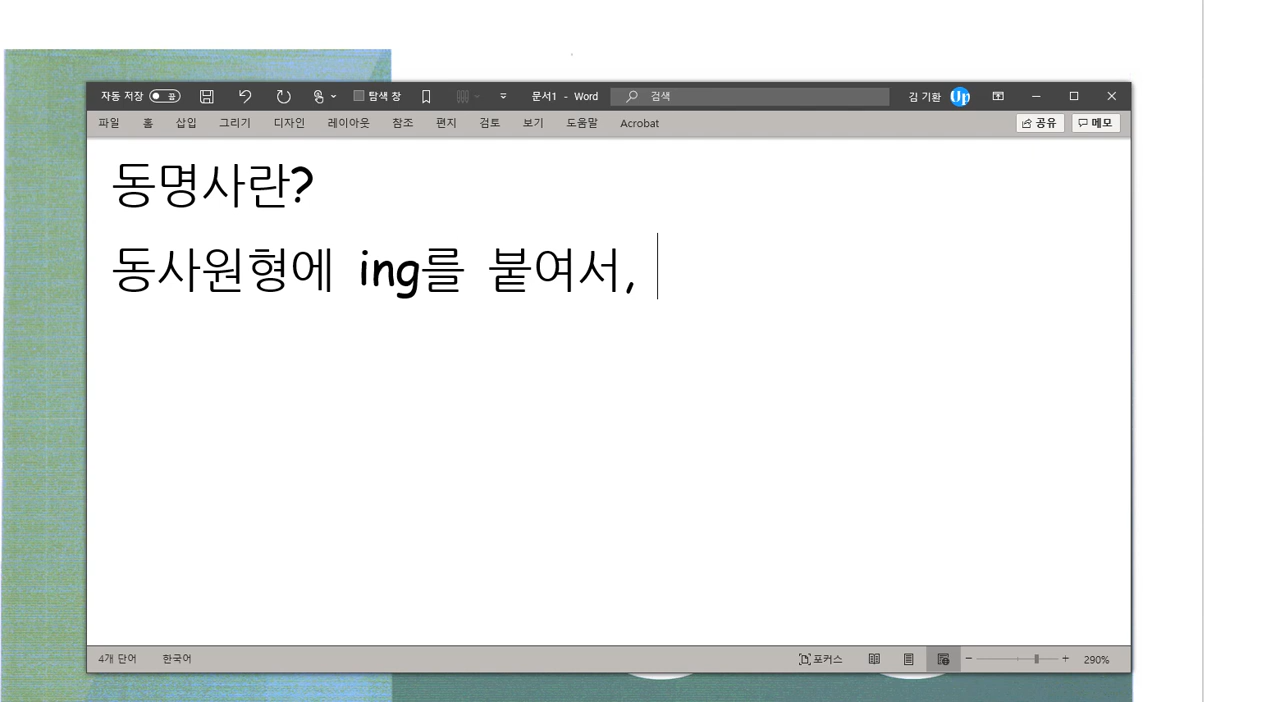 자동 저장 끔 탐색 창 문서1 - Word 검색 김 기환 Up
파일 홈 삽입 그리기 디자인 레이아웃 참조 편지 검토 보기 도움말 Acrobat 공유 메모
동명사란?
동사원형에 ing를 붙여서,
4개 단어 한국어 포커스 290%